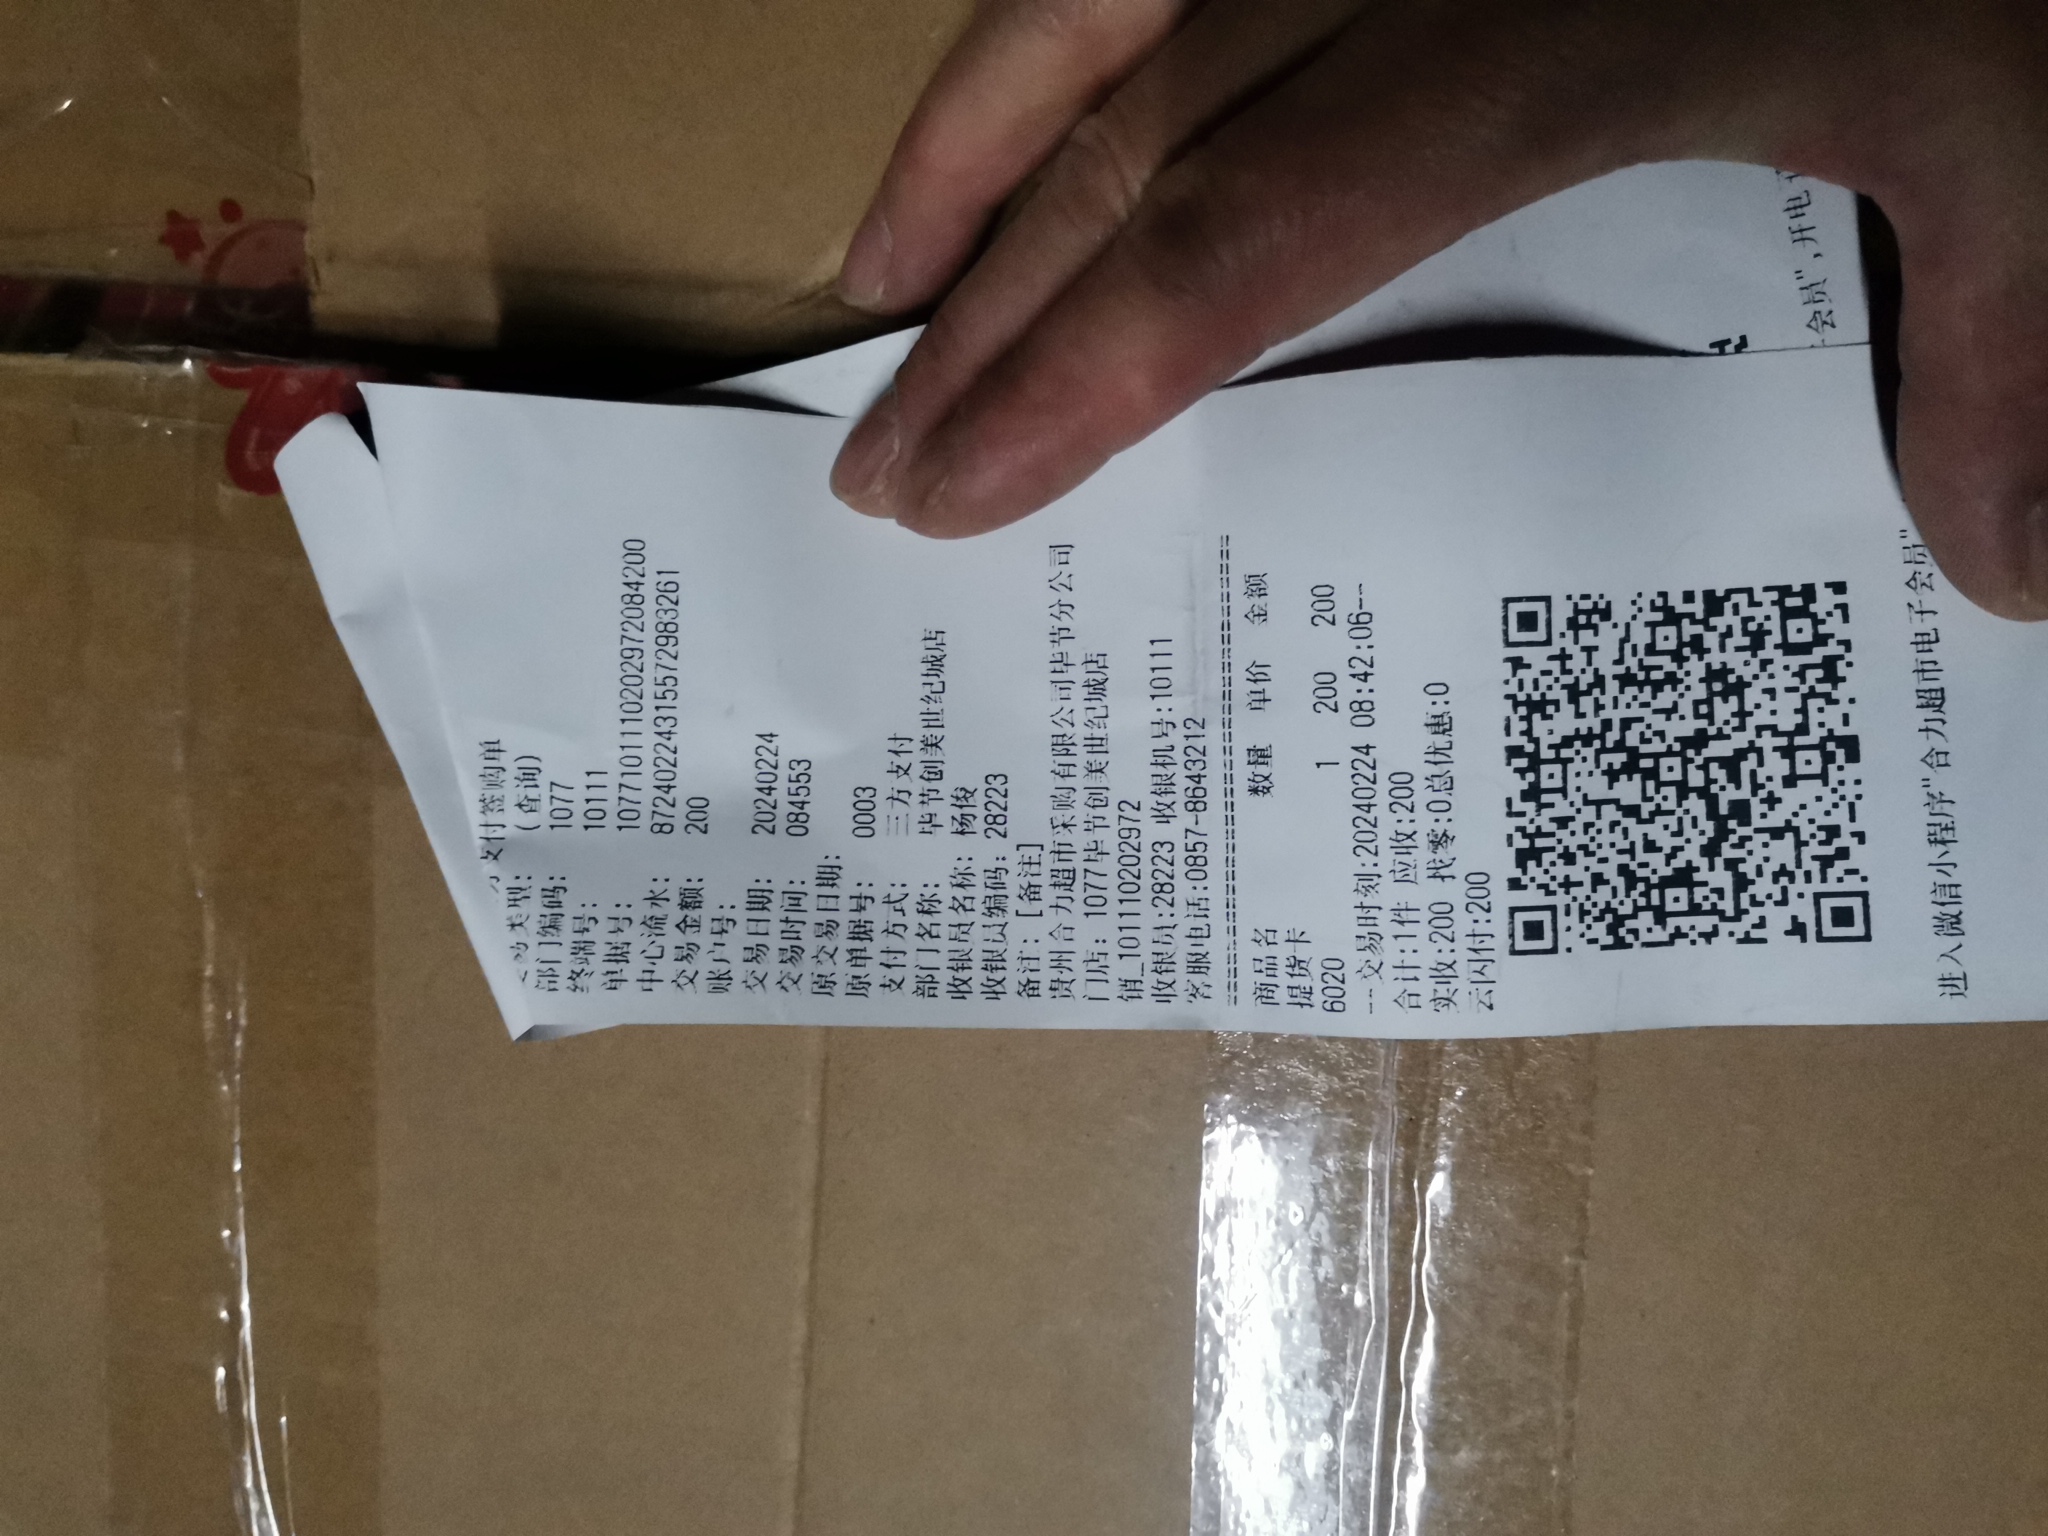 支付签购单
交易类型: (查询)
部门编码: 1077
终端号: 10111
单据号: 1077101111020297208 4200
中心流水: 87240224315572983261
交易金额: 200
账户号:
交易日期: 20240224
交易时间: 084553
原交易日期:
原单据号: 0003
支付方式: 三方支付
部门名称: 毕节创美世纪城店
收银员名称: 杨俊
收银员编码: 28223
备注: [备注]
贵州合力超市采购有限公司毕节分公司
门店: 1077毕节创美世纪城店
销_101110202972
收银员:28223 收银机号:10111
客服电话:0857-8643212
商品名 数量 单价 金额
提货卡
6020 1 200 200
--交易时刻:20240224 08:42:06--
合计:1件 应收:200
实收:200 找零:0总优惠:0
云闪付:200
进入微信小程序"合力超市电子会员"
会员",开电